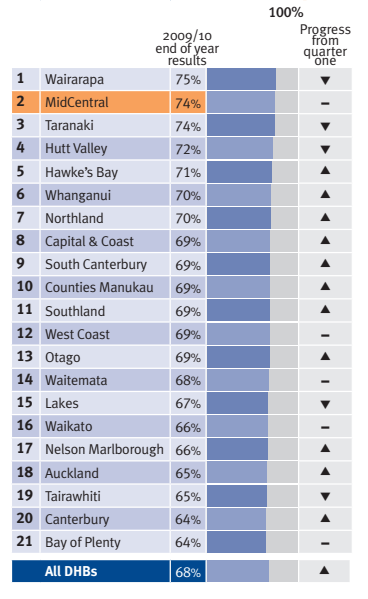 100%
2009/10
end of year
results
Progress
from
quarter
one
1 Wairarapa 75% ▼
2 MidCentral 74% –
3 Taranaki 74% ▼
4 Hutt Valley 72% ▼
5 Hawke's Bay 71% ▲
6 Whanganui 70% ▲
7 Northland 70% ▲
8 Capital & Coast 69% ▲
9 South Canterbury 69% ▲
10 Counties Manukau 69% ▲
11 Southland 69% ▲
12 West Coast 69% –
13 Otago 69% ▲
14 Waitemata 68% –
15 Lakes 67% ▼
16 Waikato 66% –
17 Nelson Marlborough 66% ▲
18 Auckland 65% ▲
19 Tairawhiti 65% ▼
20 Canterbury 64% ▲
21 Bay of Plenty 64% –
All DHBs 68% ▲